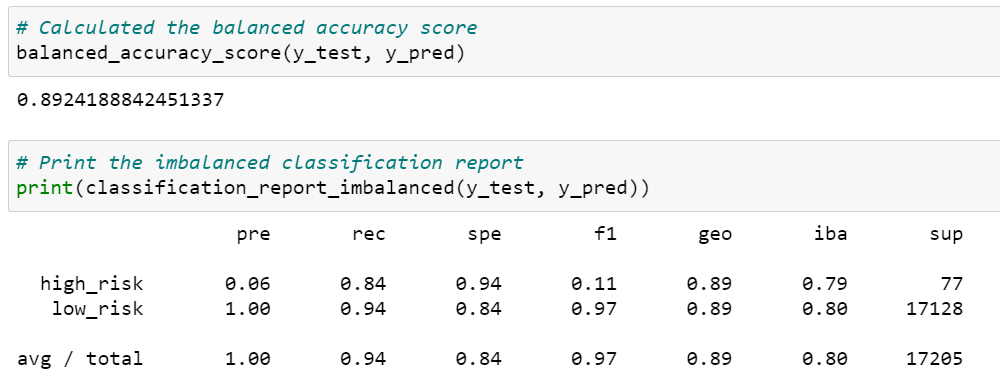 # Calculated the balanced accuracy score
balanced_accuracy_score(y_test, y_pred)
0.8924188842451337
# Print the imbalanced classification report
print(classification_report_imbalanced(y_test, y_pred))
pre rec spe f1 geo iba sup
high_risk 0.06 0.84 0.94 0.11 0.89 0.79 77
low_risk 1.00 0.94 0.84 0.97 0.89 0.80 17128
avg / total 1.00 0.94 0.84 0.97 0.89 0.80 17205